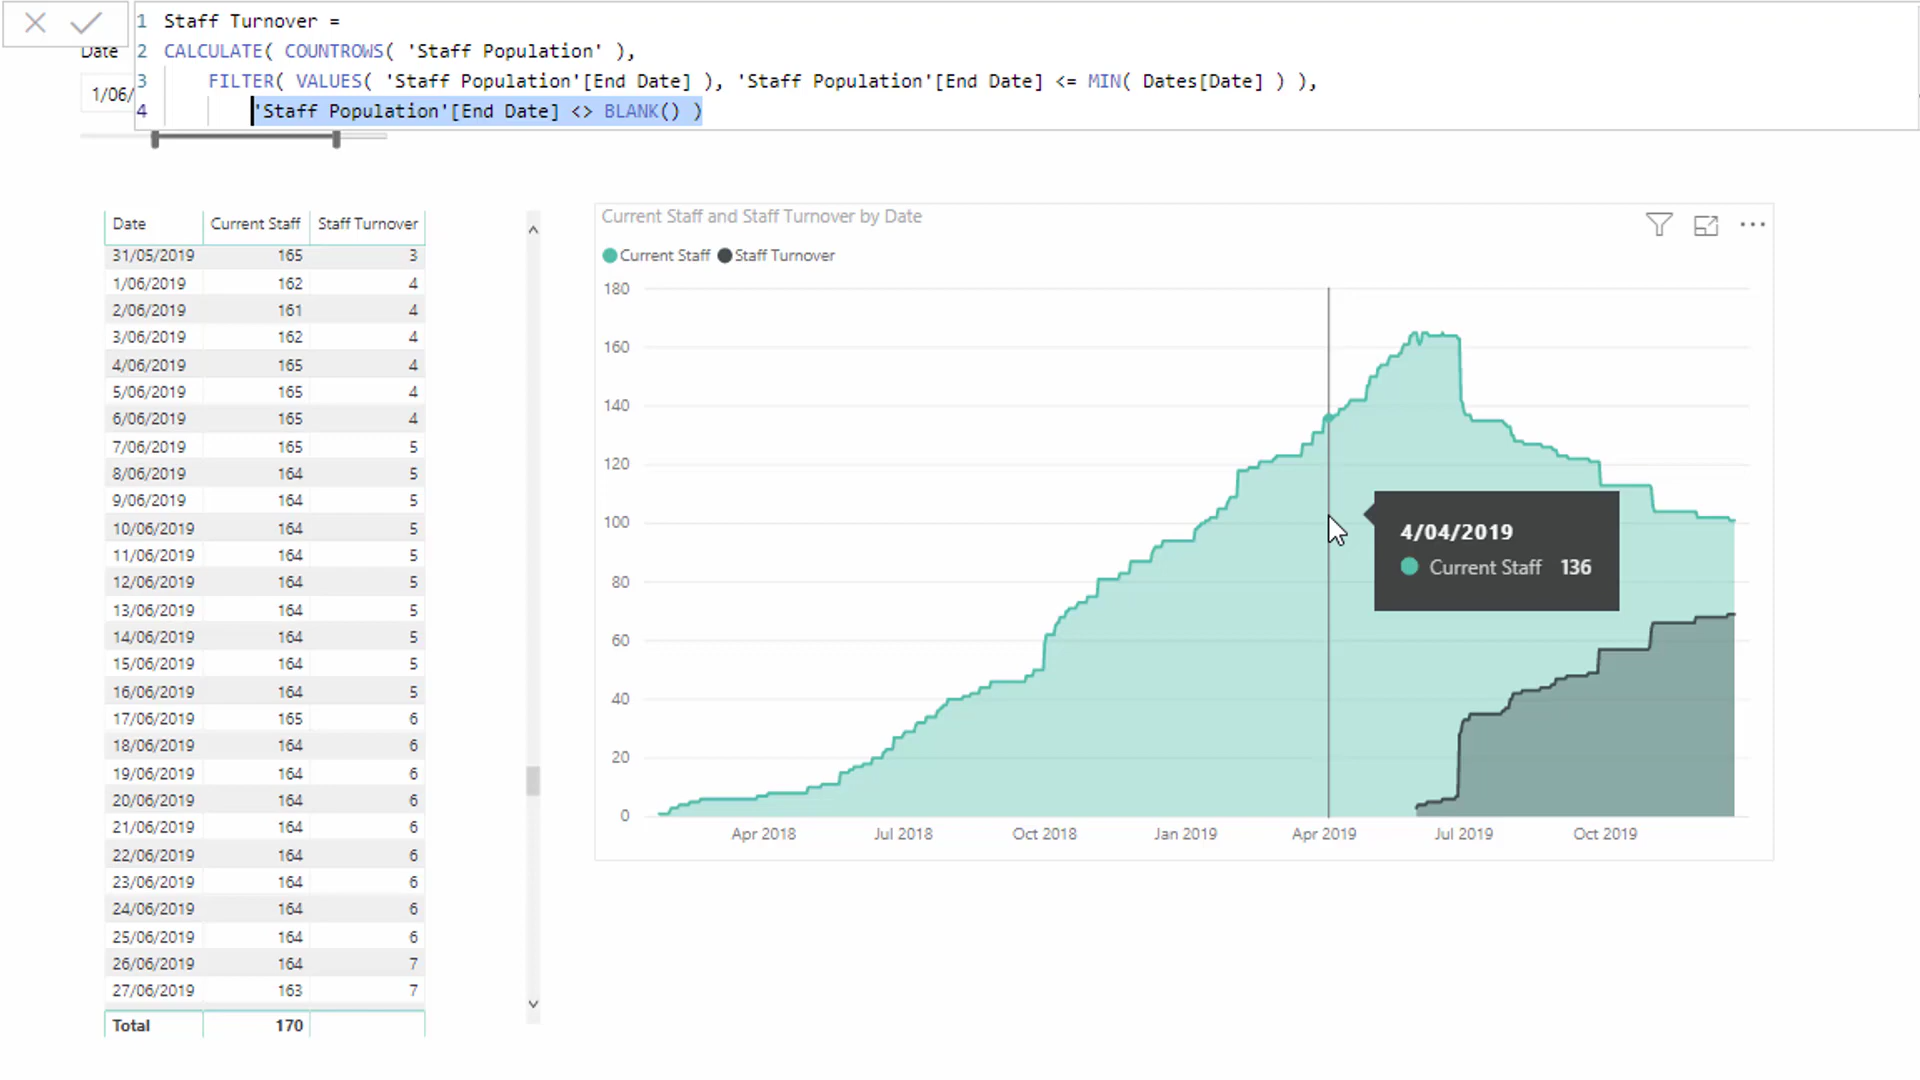 1 Staff Turnover =
2 CALCULATE( COUNTROWS( 'Staff Population' ),
3 FILTER( VALUES( 'Staff Population'[End Date] ), 'Staff Population'[End Date] <= MIN( Dates[Date] ) ),
4 'Staff Population'[End Date] <> BLANK() )
Date
1/06/
Date Current Staff Staff Turnover
31/05/2019 165 3
1/06/2019 162 4
2/06/2019 161 4
3/06/2019 162 4
4/06/2019 165 4
5/06/2019 165 4
6/06/2019 165 4
7/06/2019 165 5
8/06/2019 164 5
9/06/2019 164 5
10/06/2019 164 5
11/06/2019 164 5
12/06/2019 164 5
13/06/2019 164 5
14/06/2019 164 5
15/06/2019 164 5
16/06/2019 164 5
17/06/2019 165 6
18/06/2019 164 6
19/06/2019 164 6
20/06/2019 164 6
21/06/2019 164 6
22/06/2019 164 6
23/06/2019 164 6
24/06/2019 164 6
25/06/2019 164 6
26/06/2019 164 7
27/06/2019 163 7
Total 170
Current Staff and Staff Turnover by Date
Current Staff Staff Turnover
180
160
140
120
100
80
60
40
20
0
Apr 2018 Jul 2018 Oct 2018 Jan 2019 Apr 2019 Jul 2019 Oct 2019
4/04/2019
Current Staff 136